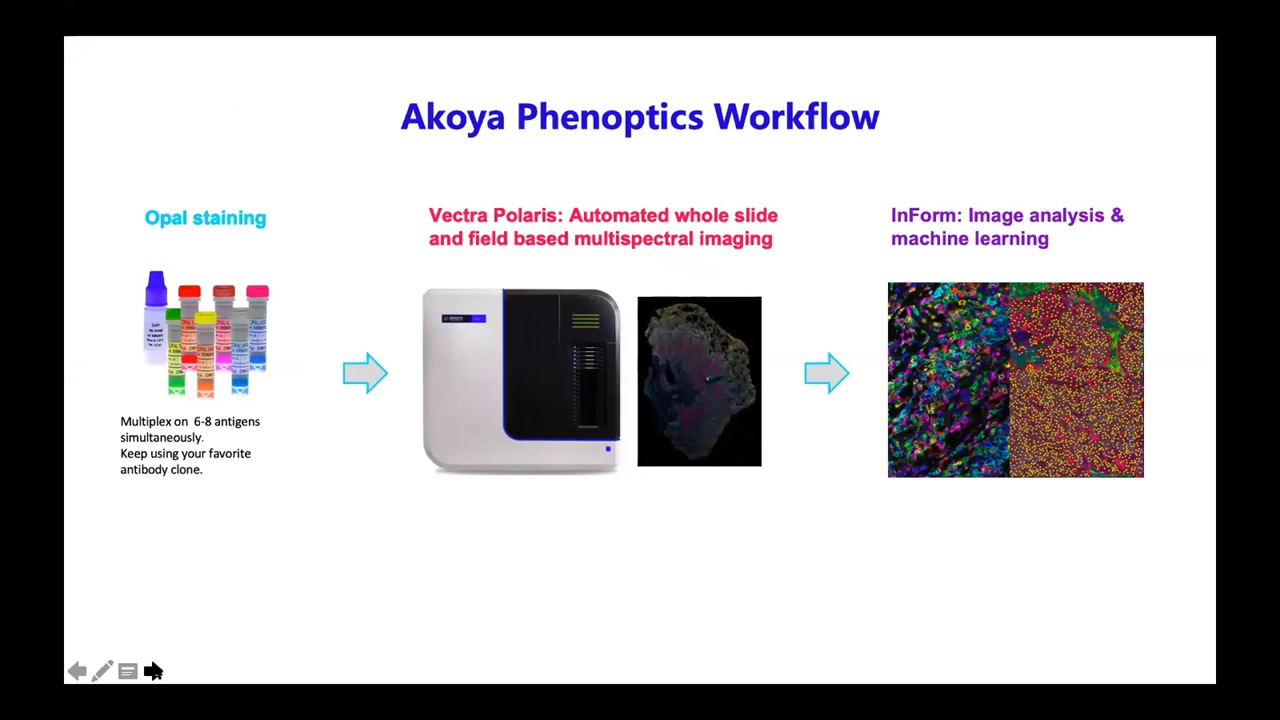 Akoya Phenoptics Workflow
Opal staining
Multiplex on 6-8 antigens
simultaneously.
Keep using your favorite
antibody clone.
Vectra Polaris: Automated whole slide
and field based multispectral imaging
InForm: Image analysis &
machine learning